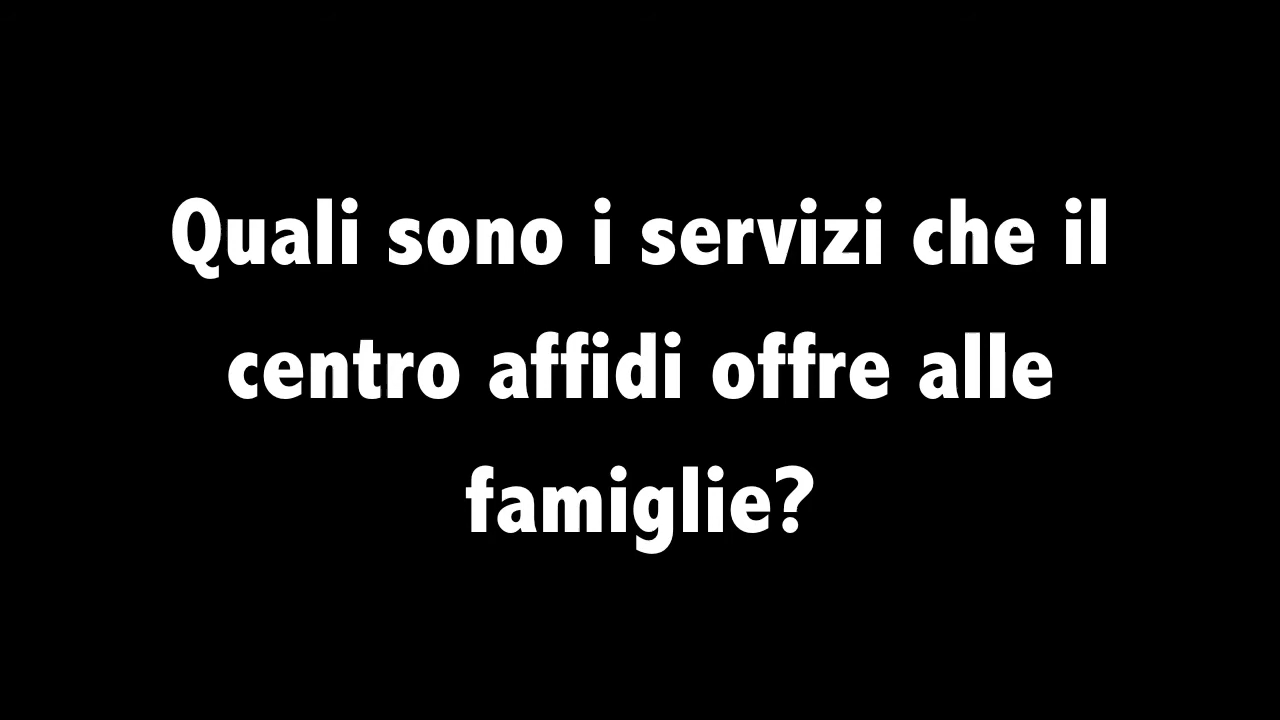 Quali sono i servizi che il
centro affidi offre alle
famiglie?